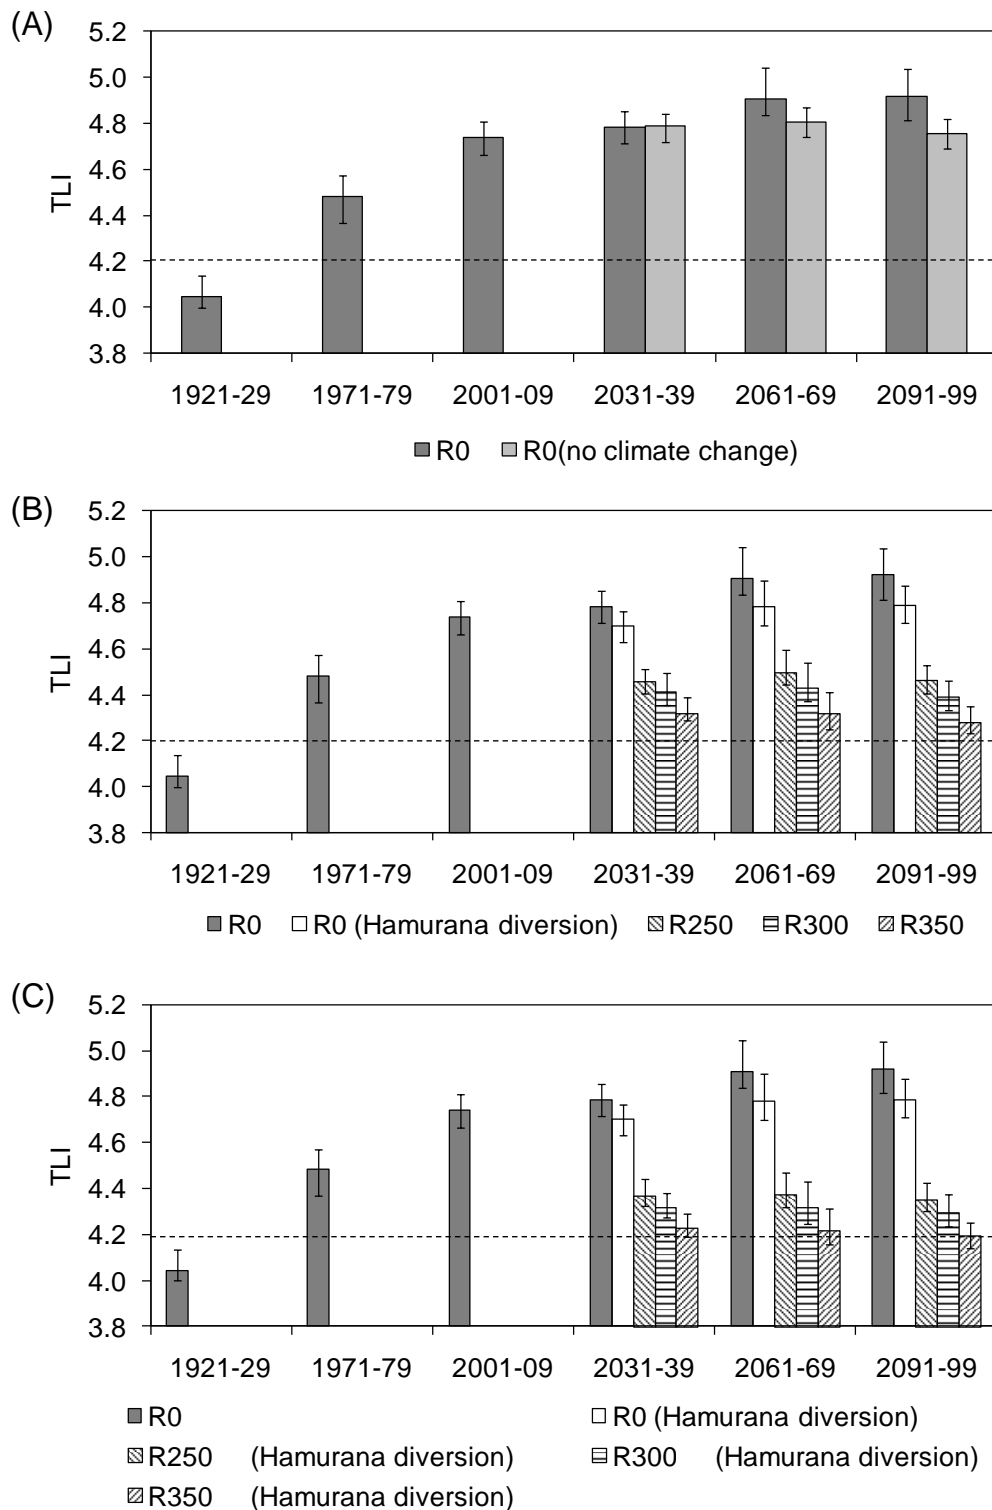 (A)
5.2
5.0
4.8
4.6
4.4
4.2
4.0
3.8
TLI
1921-29 1971-79 2001-09 2031-39 2061-69 2091-99
R0 R0(no climate change)
(B)
5.2
5.0
4.8
4.6
4.4
4.2
4.0
3.8
TLI
1921-29 1971-79 2001-09 2031-39 2061-69 2091-99
R0 R0 (Hamurana diversion) R250 R300 R350
(C)
5.2
5.0
4.8
4.6
4.4
4.2
4.0
3.8
TLI
1921-29 1971-79 2001-09 2031-39 2061-69 2091-99
R0 R0 (Hamurana diversion)
R250 (Hamurana diversion) R300 (Hamurana diversion)
R350 (Hamurana diversion)